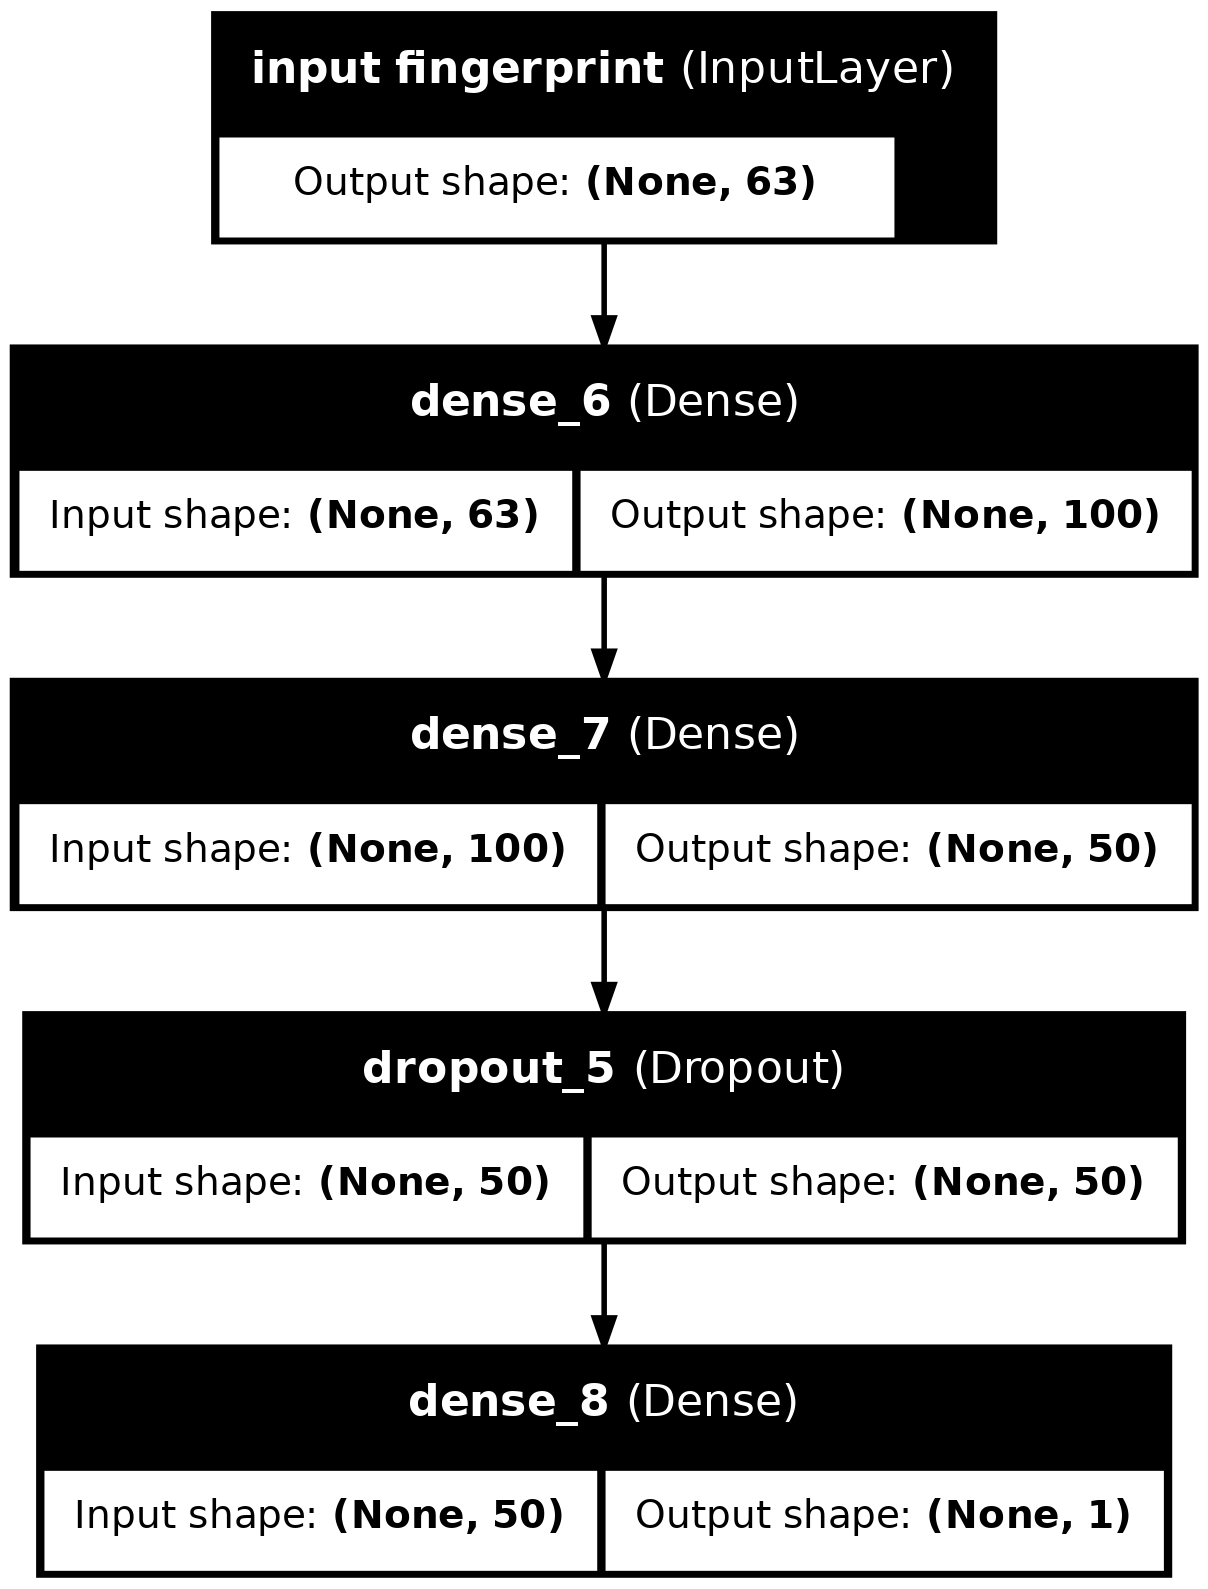 input fingerprint (InputLayer)
Output shape: (None, 63)
dense_6 (Dense)
Input shape: (None, 63) Output shape: (None, 100)
dense_7 (Dense)
Input shape: (None, 100) Output shape: (None, 50)
dropout_5 (Dropout)
Input shape: (None, 50) Output shape: (None, 50)
dense_8 (Dense)
Input shape: (None, 50) Output shape: (None, 1)